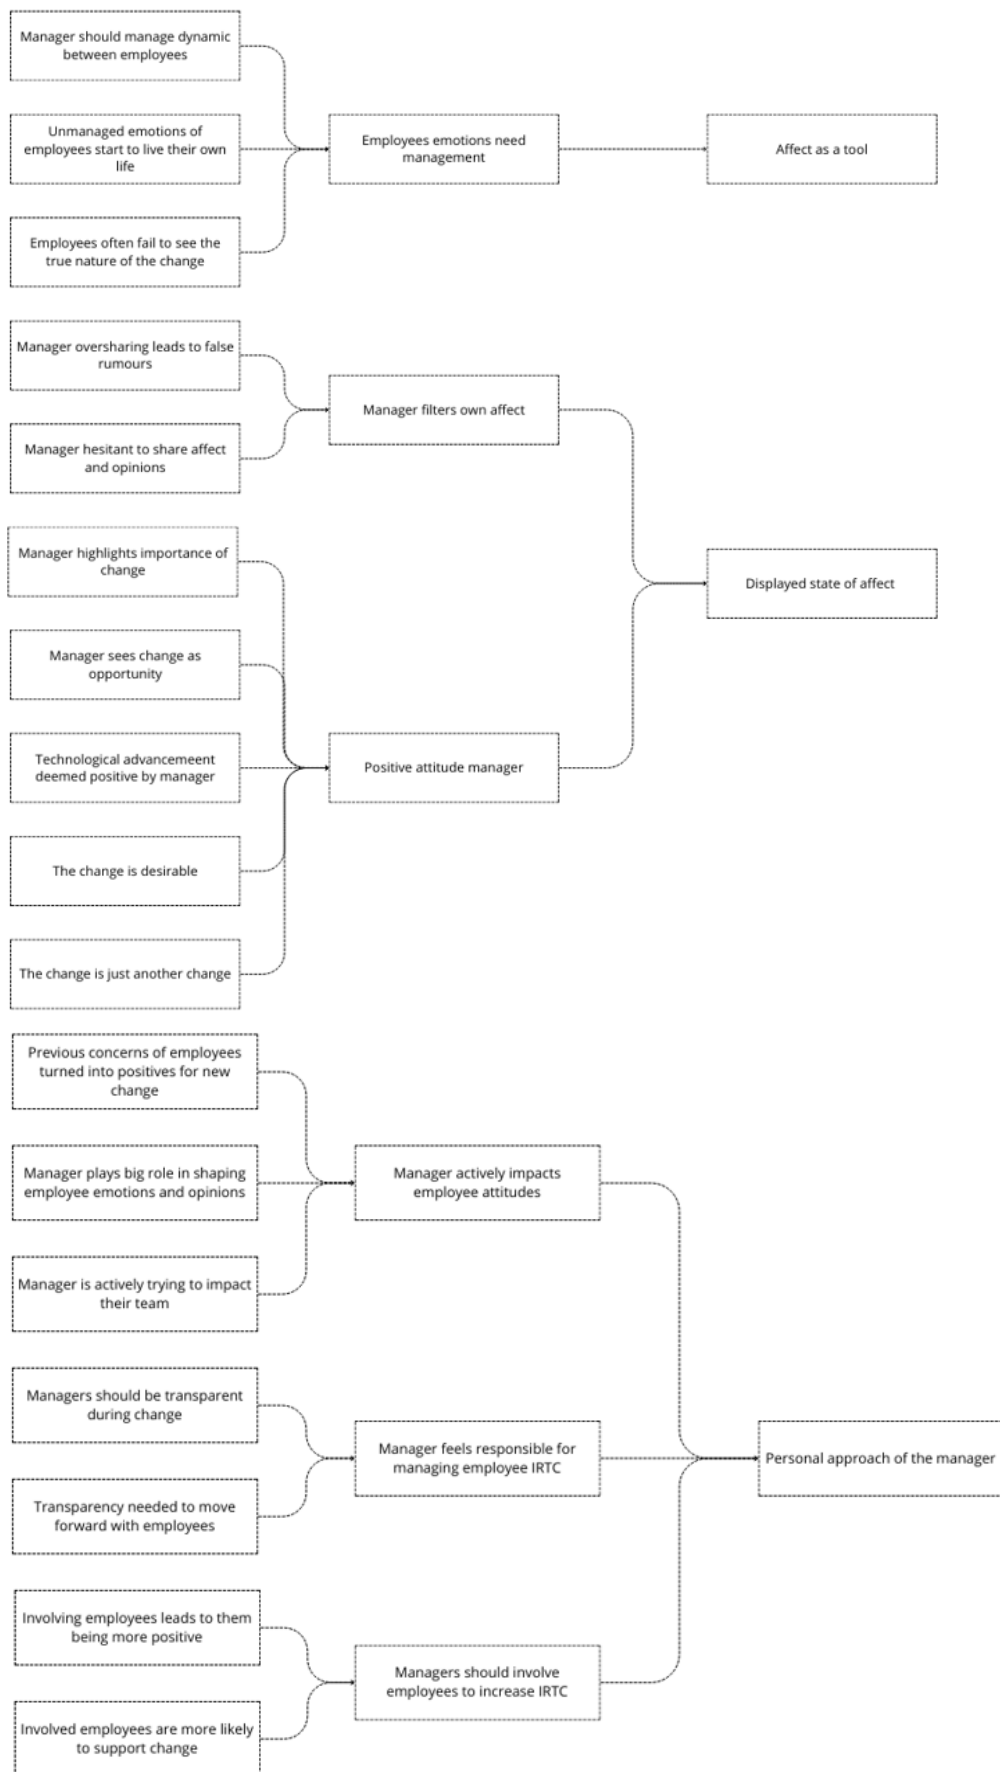 Manager should manage dynamic
between employees
Unmanaged emotions of
employees start to live their own
life
Employees often fail to see the
true nature of the change
Employees emotions need
management
Affect as a tool
Manager oversharing leads to false
rumours
Manager hesitant to share affect
and opinions
Manager filters own affect
Manager highlights importance of
change
Manager sees change as
opportunity
Technological advancemeent
deemed positive by manager
The change is desirable
The change is just another change
Positive attitude manager
Displayed state of affect
Previous concerns of employees
turned into positives for new
change
Manager plays big role in shaping
employee emotions and opinions
Manager is actively trying to impact
their team
Manager actively impacts
employee attitudes
Managers should be transparent
during change
Transparency needed to move
forward with employees
Manager feels responsible for
managing employee IRTC
Involving employees leads to them
being more positive
Involved employees are more likely
to support change
Managers should involve
employees to increase IRTC
Personal approach of the manager